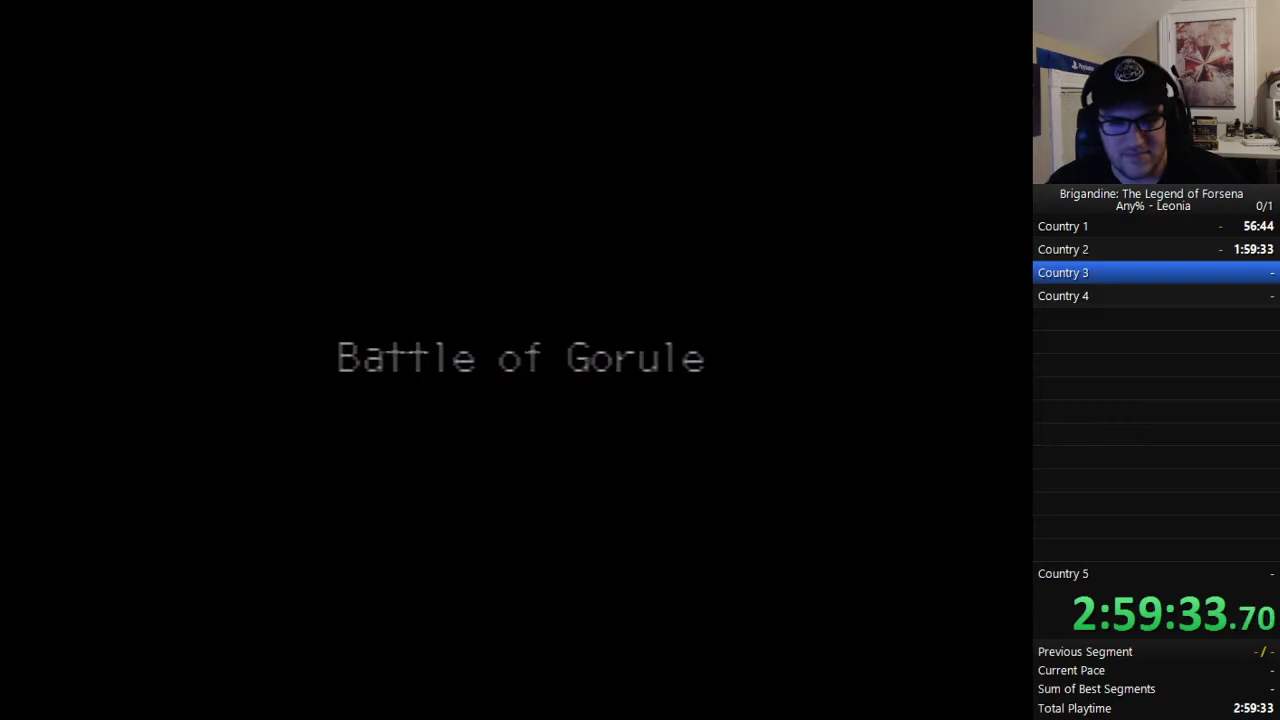 Battle of Gorule
Brigandine: The Legend of Forsena
Any% - Leonia 0/1
Country 1 - 56:44
Country 2 - 1:59:33
Country 3 -
Country 4 -
Country 5 -
2:59:33.70
Previous Segment - / -
Current Pace -
Sum of Best Segments -
Total Playtime 2:59:33